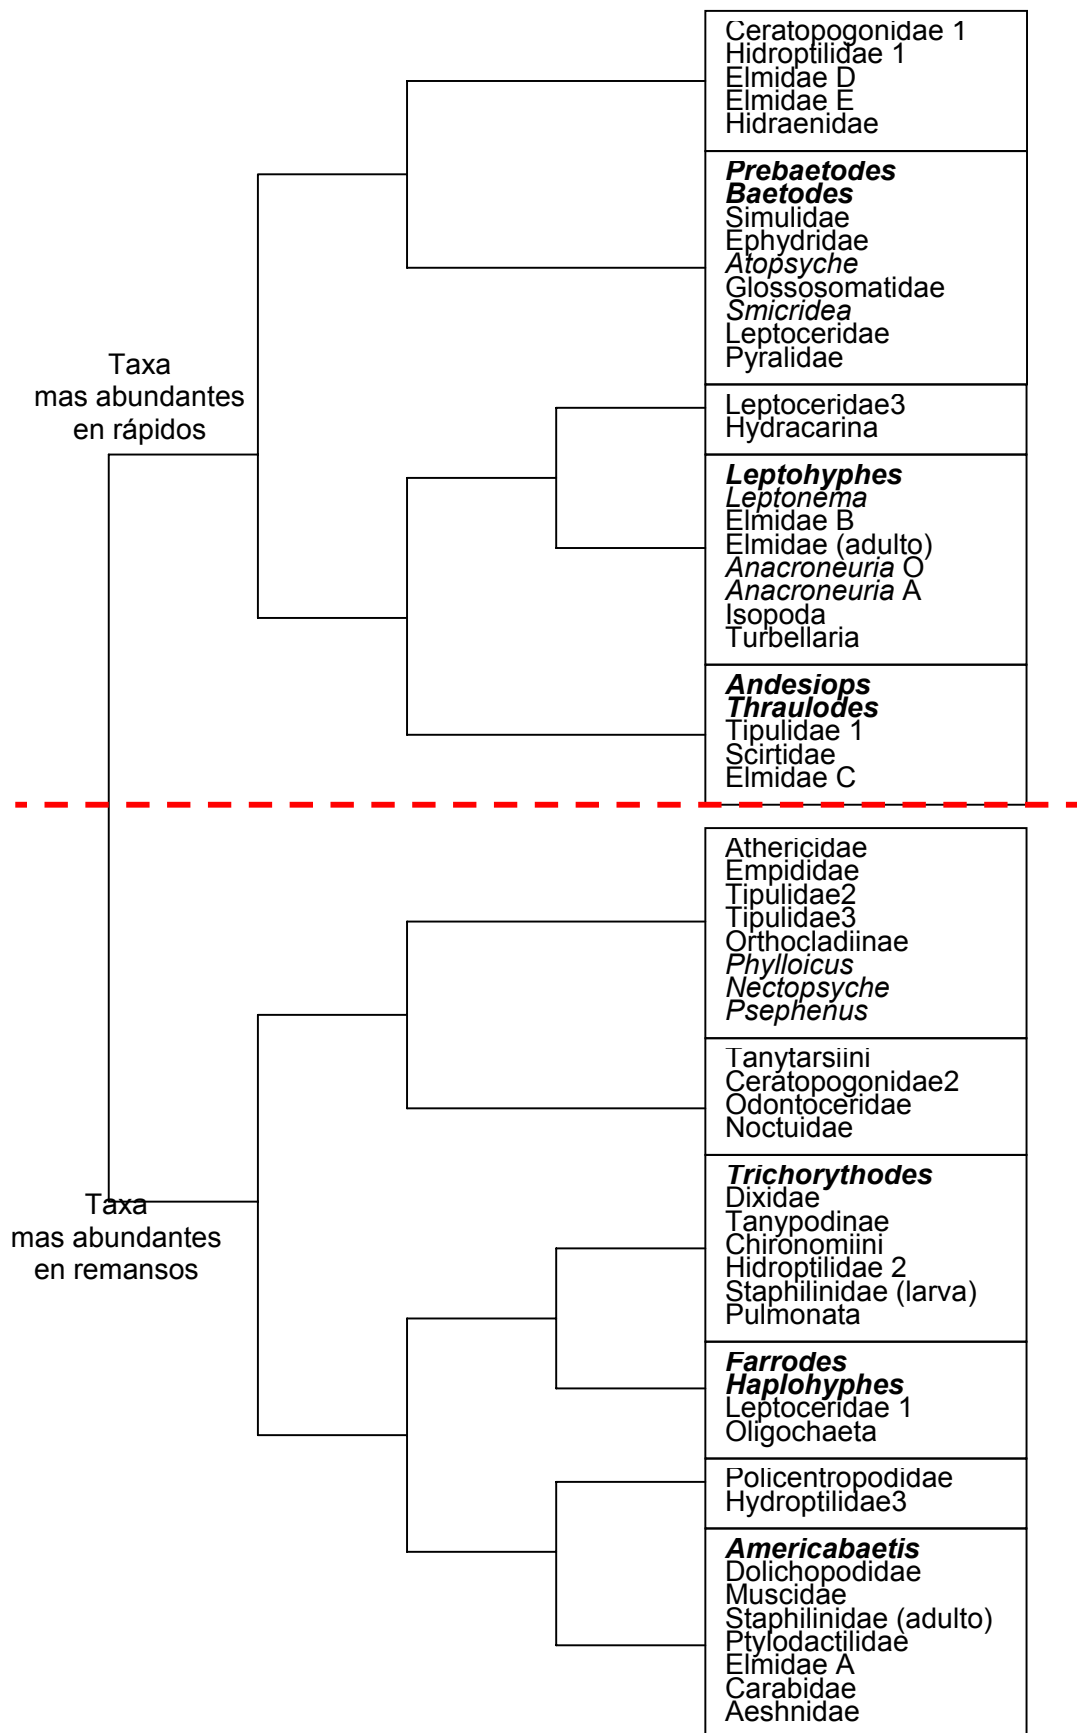 Ceratopogonidae 1
Hidroptilidae 1
Elmidae D
Elmidae E
Hidraenidae
Prebaetodes
Baetodes
Simulidae
Ephydridae
Atopsyche
Glossosomatidae
Smicridea
Leptoceridae
Pyralidae
Taxa
mas abundantes
en rápidos
Leptoceridae3
Hydracarina
Leptohyphes
Leptonema
Elmidae B
Elmidae (adulto)
Anacroneuria O
Anacroneuria A
Isopoda
Turbellaria
Andesiops
Thraulodes
Tipulidae 1
Scirtidae
Elmidae C
Athericidae
Empididae
Tipulidae2
Tipulidae3
Orthocladiinae
Phylloicus
Nectopsyche
Psephenus
Tanytarsiini
Ceratopogonidae2
Odontoceridae
Noctuidae
Taxa
mas abundantes
en remansos
Trichorythodes
Dixidae
Tanypodinae
Chironomiini
Hidroptilidae 2
Staphilinidae (larva)
Pulmonata
Farrodes
Haplohyphes
Leptoceridae 1
Oligochaeta
Policentropodidae
Hydroptilidae3
Americabaetis
Dolichopodidae
Muscidae
Staphilinidae (adulto)
Ptylodactilidae
Elmidae A
Carabidae
Aeshnidae